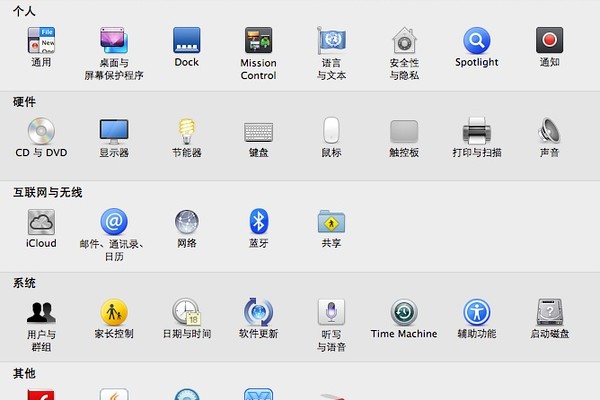 个人
通用
桌面与
屏幕保护程序
Dock
Mission
Control
语言
与文本
安全性
与隐私
Spotlight
通知
硬件
CD 与 DVD
显示器
节能器
键盘
鼠标
触控板
打印与扫描
声音
互联网与无线
iCloud
邮件、通讯录、
日历
网络
蓝牙
共享
系统
用户与
群组
家长控制
日期与时间
软件更新
听写
与语音
Time Machine
辅助功能
启动磁盘
其他